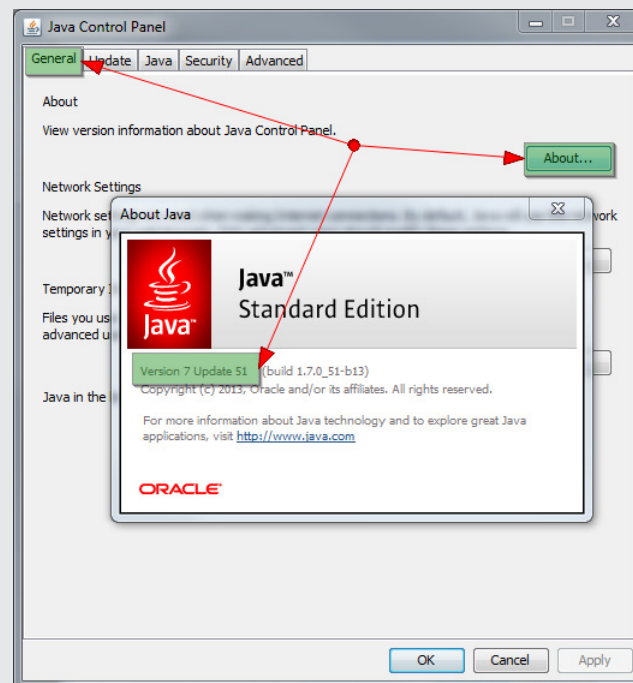 Java Control Panel
General Update Java Security Advanced
About
View version information about Java Control Panel.
About...
Network Settings
Network set
work
settings in y
About Java
Java™
Java™
Standard Edition
Version 7 Update 51 (build 1.7.0_51-b13)
Copyright (c) 2013, Oracle and/or its affiliates. All rights reserved.
For more information about Java technology and to explore great Java
applications, visit http://www.java.com
ORACLE
Temporary
Files you us
advanced u
Java in the
OK Cancel Apply